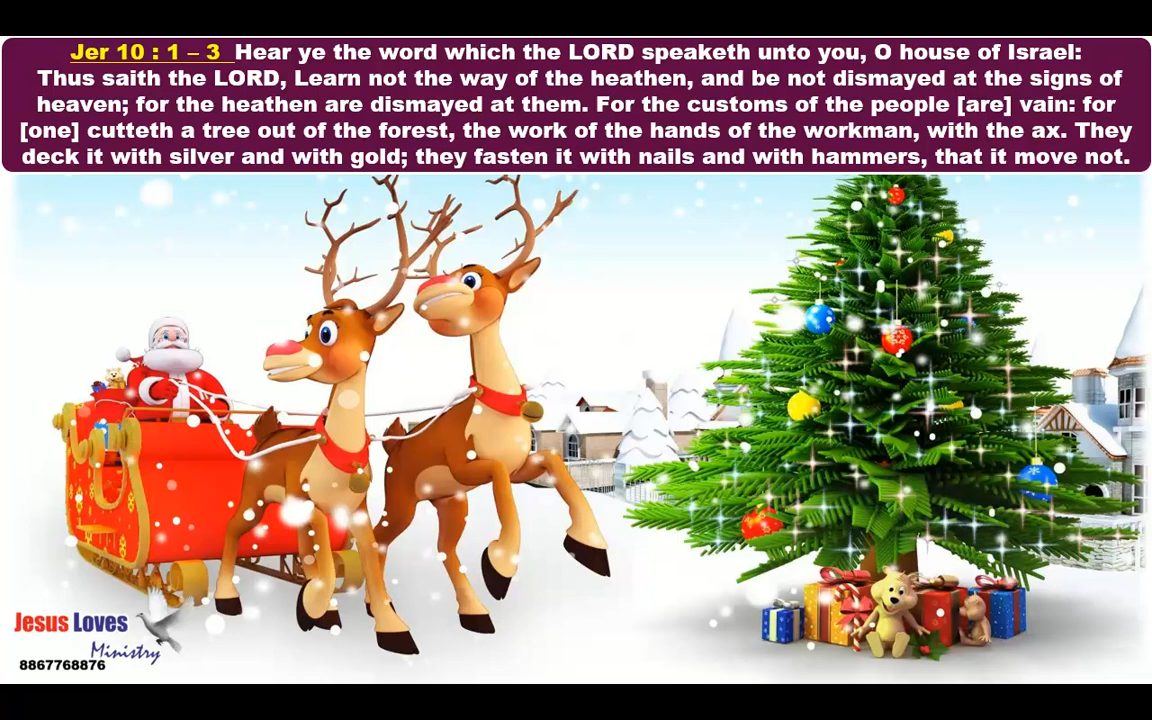 Jer 10 : 1 – 3 Hear ye the word which the LORD speaketh unto you, O house of Israel:
Thus saith the LORD, Learn not the way of the heathen, and be not dismayed at the signs of
heaven; for the heathen are dismayed at them. For the customs of the people [are] vain: for
[one] cutteth a tree out of the forest, the work of the hands of the workman, with the ax. They
deck it with silver and with gold; they fasten it with nails and with hammers, that it move not.
Jesus Loves
Ministry
8867768876